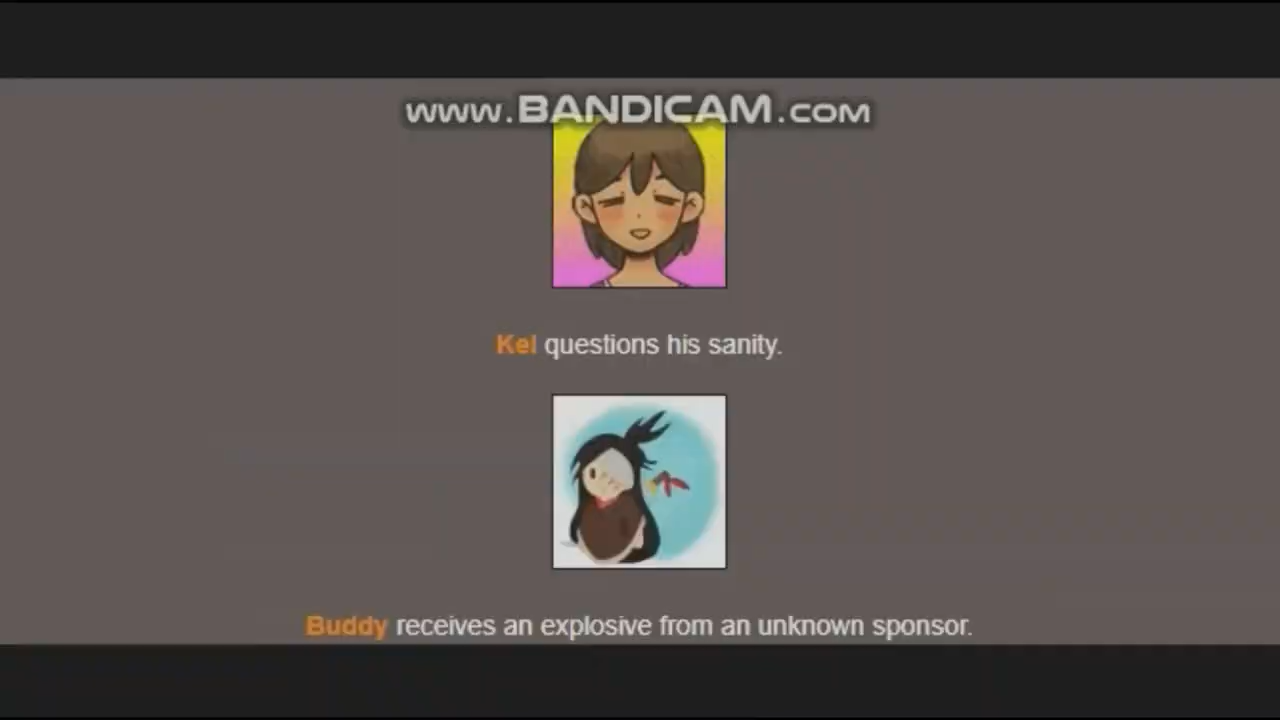 www.BANDICAM.com
Kel questions his sanity.
Buddy receives an explosive from an unknown sponsor.